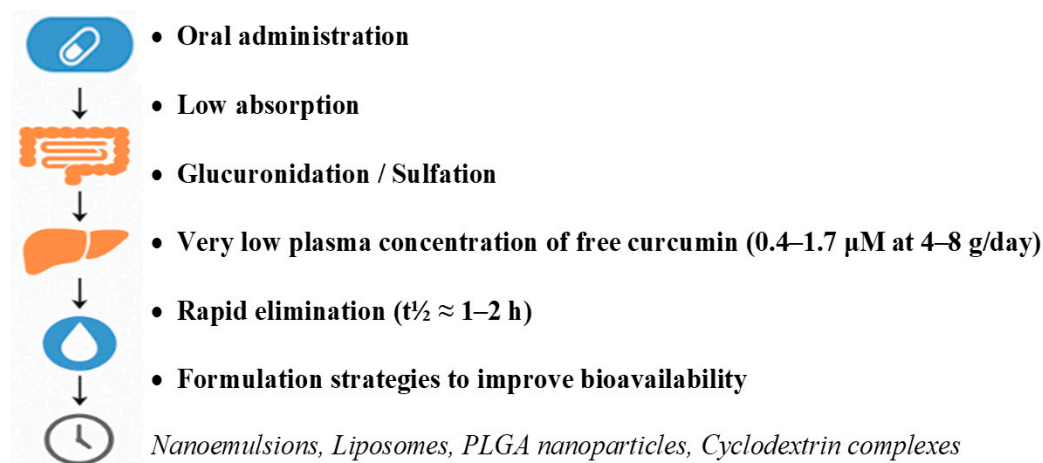 • Oral administration
• Low absorption
• Glucuronidation / Sulfation
• Very low plasma concentration of free curcumin (0.4–1.7 μM at 4–8 g/day)
• Rapid elimination (t½ ≈ 1–2 h)
• Formulation strategies to improve bioavailability
Nanoemulsions, Liposomes, PLGA nanoparticles, Cyclodextrin complexes